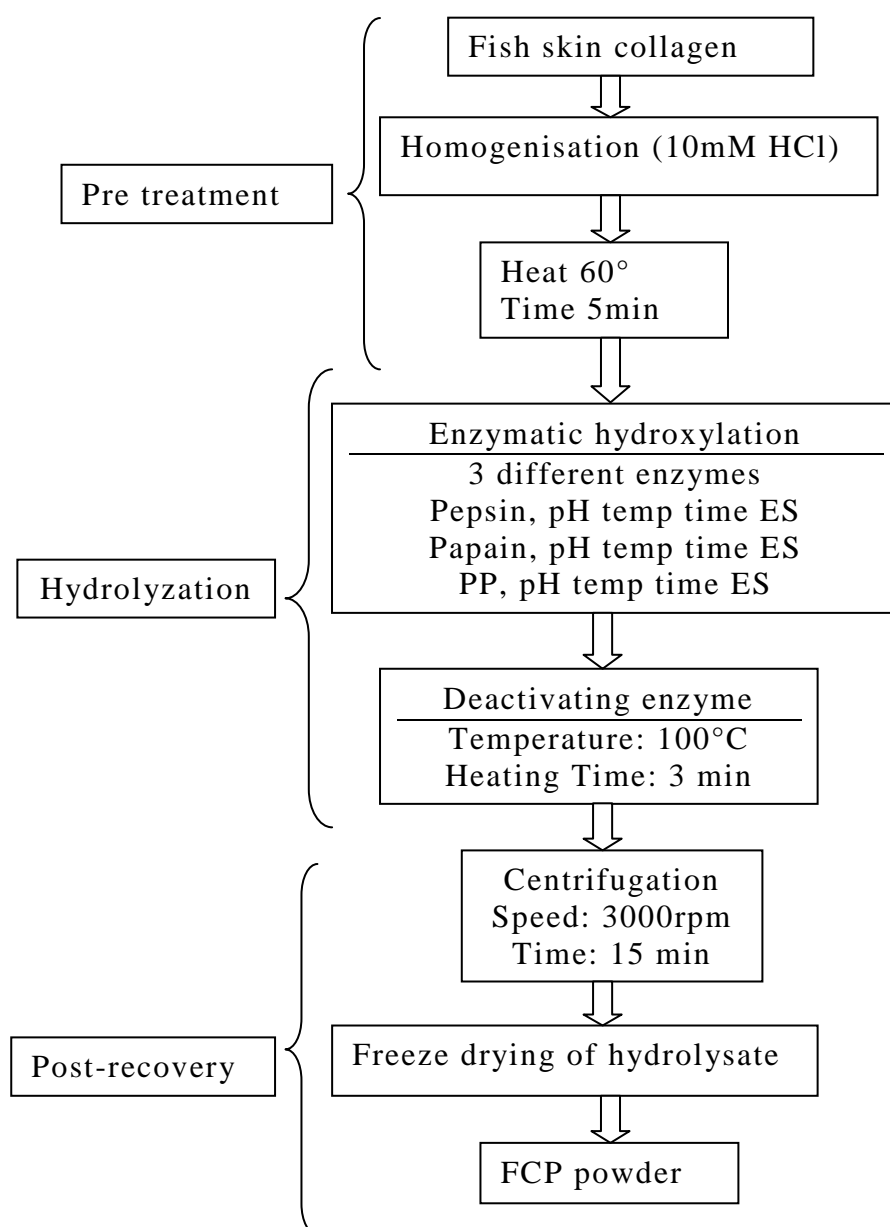 Fish skin collagen
Homogenisation (10mM HCl)
Pre treatment
Heat 60°
Time 5min
Enzymatic hydroxylation
3 different enzymes
Pepsin, pH temp time ES
Papain, pH temp time ES
PP, pH temp time ES
Hydrolyzation
Deactivating enzyme
Temperature: 100°C
Heating Time: 3 min
Centrifugation
Speed: 3000rpm
Time: 15 min
Post-recovery
Freeze drying of hydrolysate
FCP powder